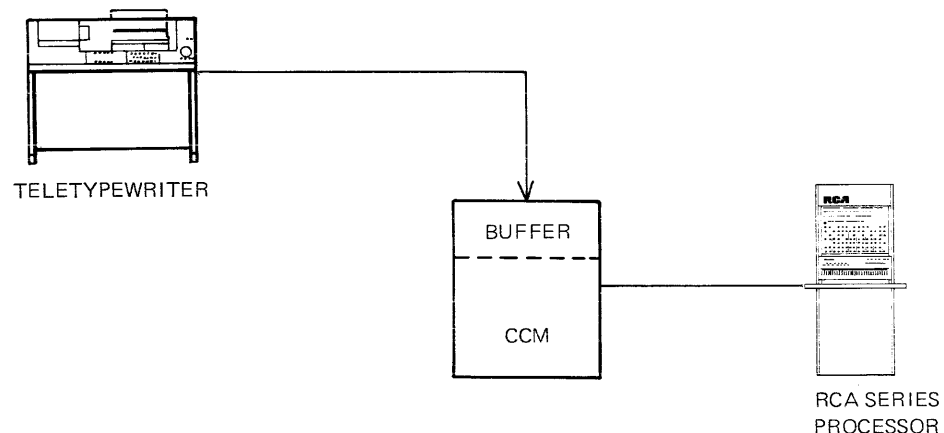 TELETYPEWRITER
BUFFER
CCM
RCA
RCA SERIES
PROCESSOR